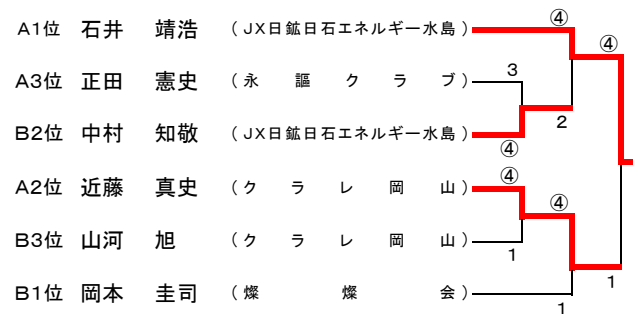 ④
A1位 石井 靖浩 (JX日鉱日石エネルギー水島) ④
3
A3位 正田 憲史 (永謳クラブ)
2
B2位 中村 知敬 (JX日鉱日石エネルギー水島)
④
A2位 近藤 真史 (クラレ岡山) ④
④
B3位 山河 旭 (クラレ岡山)
1
1
B1位 岡本 圭司 (燦燦会)
1